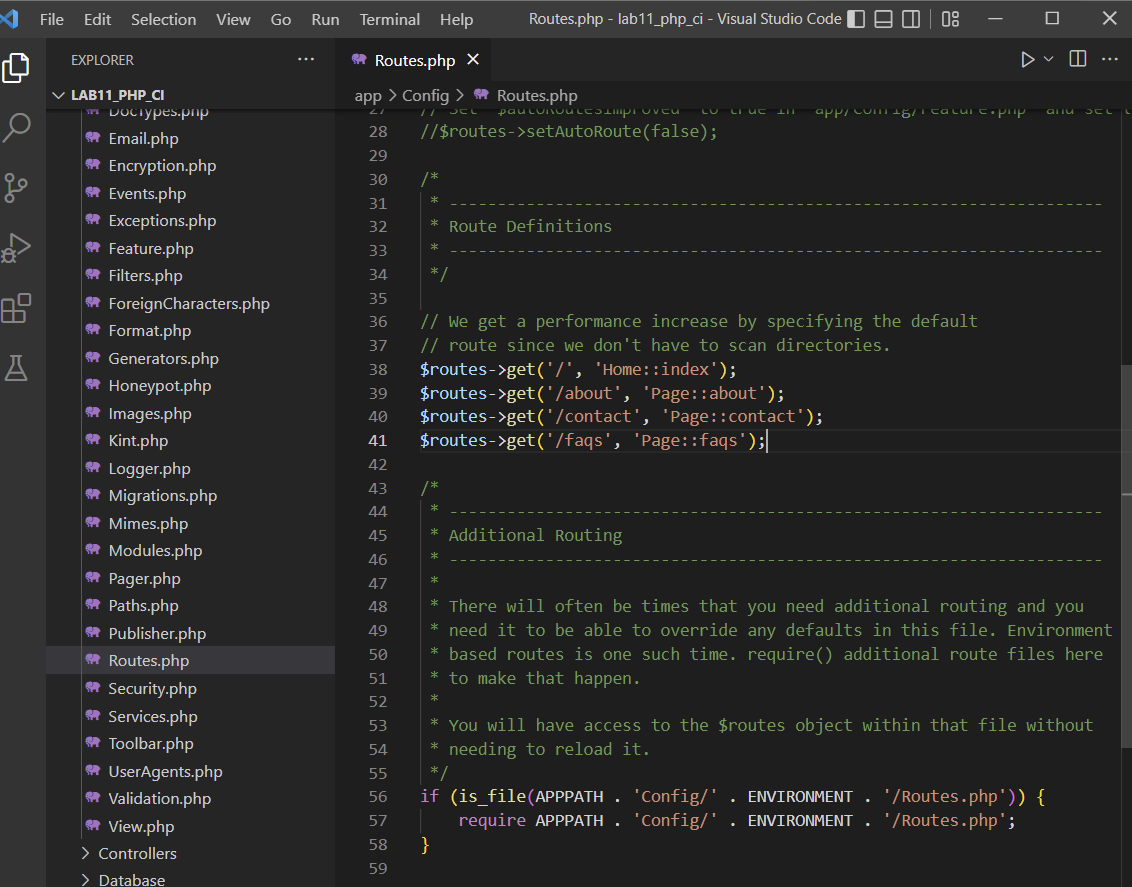 File Edit Selection View Go Run Terminal Help Routes.php - lab11_php_ci - Visual Studio Code
EXPLORER ...
LAB11_PHP_CI
DocTypes.php
Email.php
Encryption.php
Events.php
Exceptions.php
Feature.php
Filters.php
ForeignCharacters.php
Format.php
Generators.php
Honeypot.php
Images.php
Kint.php
Logger.php
Migrations.php
Mimes.php
Modules.php
Pager.php
Paths.php
Publisher.php
Routes.php
Security.php
Services.php
Toolbar.php
UserAgents.php
Validation.php
View.php
Controllers
Database
Routes.php
app > Config > Routes.php
27 // Set `$autoRoutesImproved` to true in `app/Config/Feature.php` and set t
28 //$routes->setAutoRoute(false);
29
30 /*
31  * --------------------------------------------------------------------
32  * Route Definitions
33  * --------------------------------------------------------------------
34  */
35
36 // We get a performance increase by specifying the default
37 // route since we don't have to scan directories.
38 $routes->get('/', 'Home::index');
39 $routes->get('/about', 'Page::about');
40 $routes->get('/contact', 'Page::contact');
41 $routes->get('/faqs', 'Page::faqs');
42
43 /*
44  * --------------------------------------------------------------------
45  * Additional Routing
46  * --------------------------------------------------------------------
47  *
48  * There will often be times that you need additional routing and you
49  * need it to be able to override any defaults in this file. Environment
50  * based routes is one such time. require() additional route files here
51  * to make that happen.
52  *
53  * You will have access to the $routes object within that file without
54  * needing to reload it.
55  */
56 if (is_file(APPPATH . 'Config/' . ENVIRONMENT . '/Routes.php')) {
57     require APPPATH . 'Config/' . ENVIRONMENT . '/Routes.php';
58 }
59